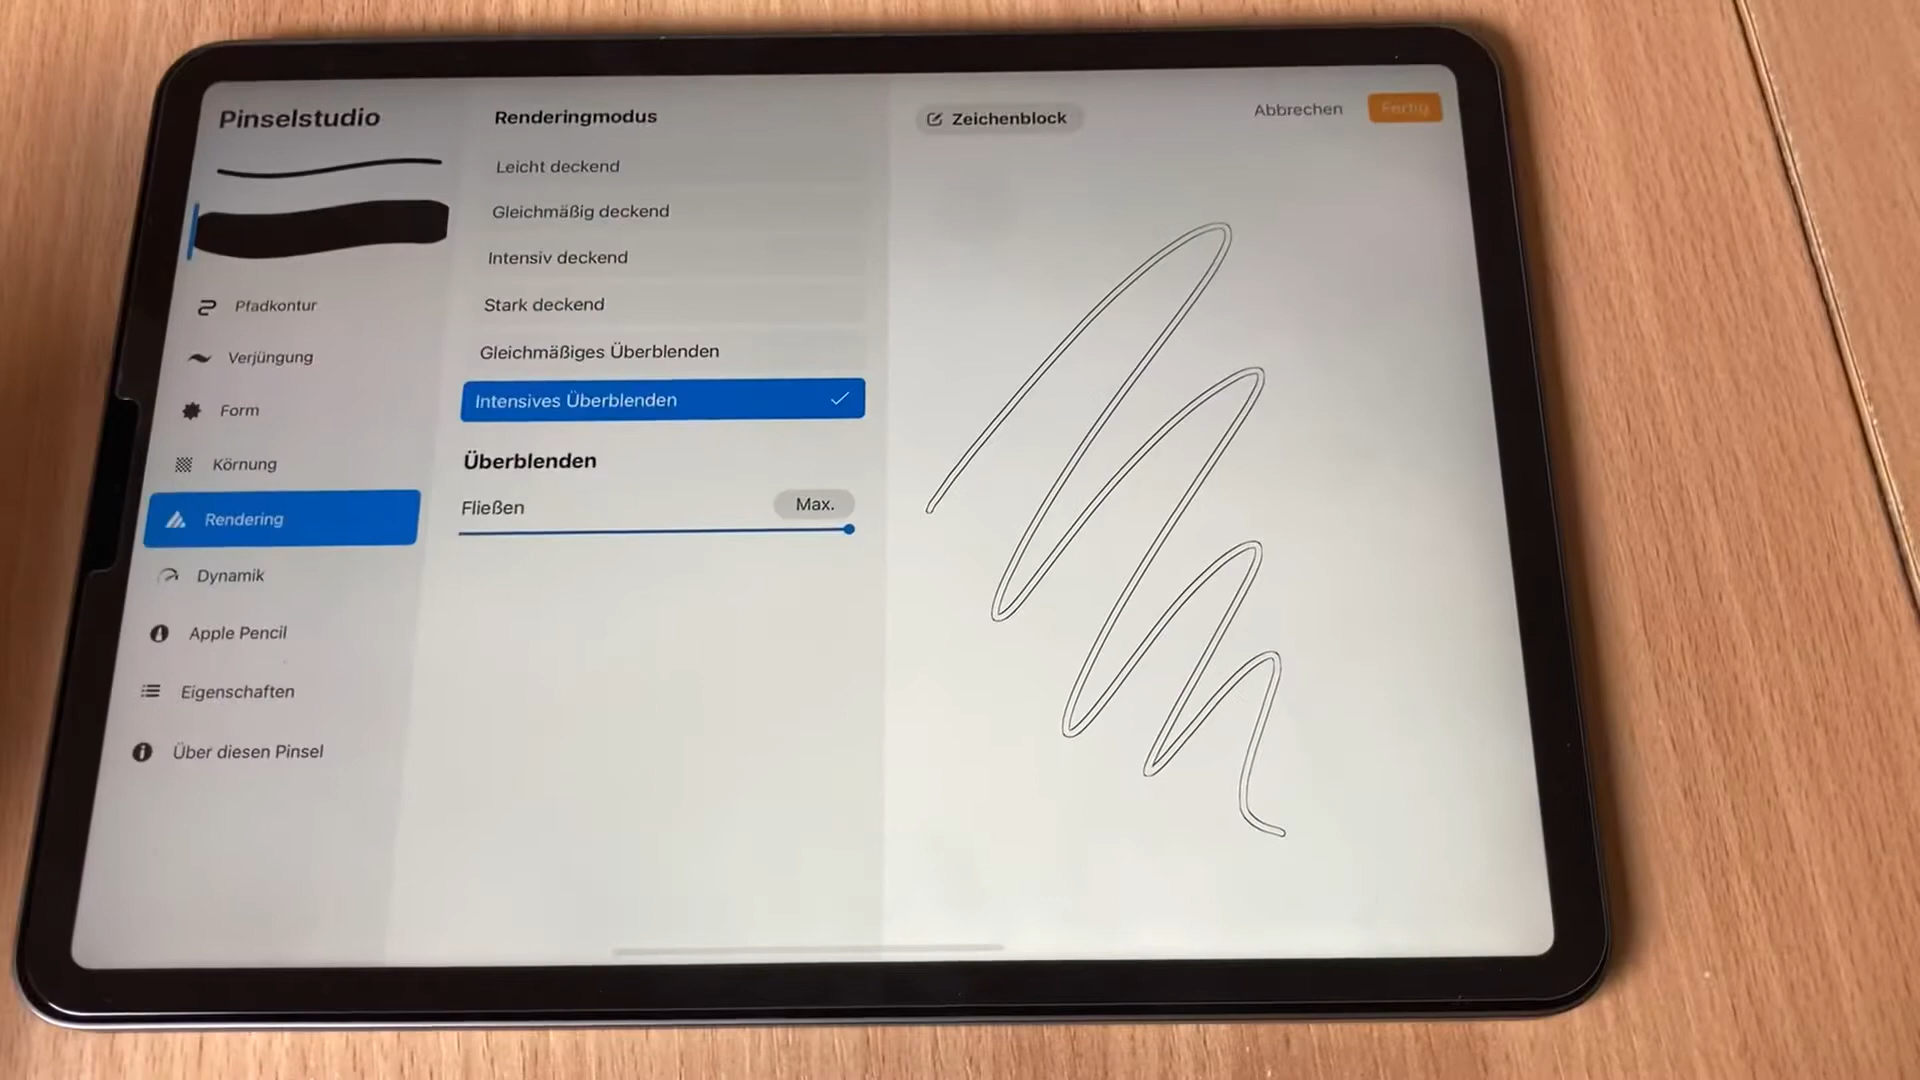 Pinselstudio
Pfadkontur
Verjüngung
Form
Körnung
Rendering
Dynamik
Apple Pencil
Eigenschaften
Über diesen Pinsel
Renderingmodus
Leicht deckend
Gleichmäßig deckend
Intensiv deckend
Stark deckend
Gleichmäßiges Überblenden
Intensives Überblenden
Überblenden
Fließen Max.
Zeichenblock
Abbrechen Fertig